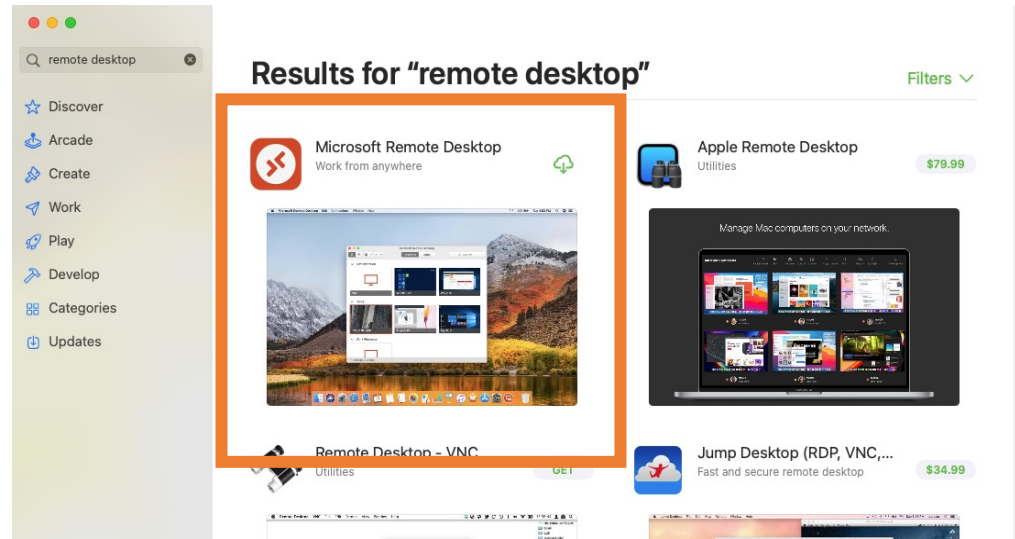 remote desktop
Discover
Arcade
Create
Work
Play
Develop
Categories
Updates
Results for “remote desktop”
Filters
Microsoft Remote Desktop
Work from anywhere
Apple Remote Desktop
Utilities
$79.99
Manage Mac computers on your network.
Remote Desktop - VNC
Utilities
GET
Jump Desktop (RDP, VNC,...
Fast and secure remote desktop
$34.99